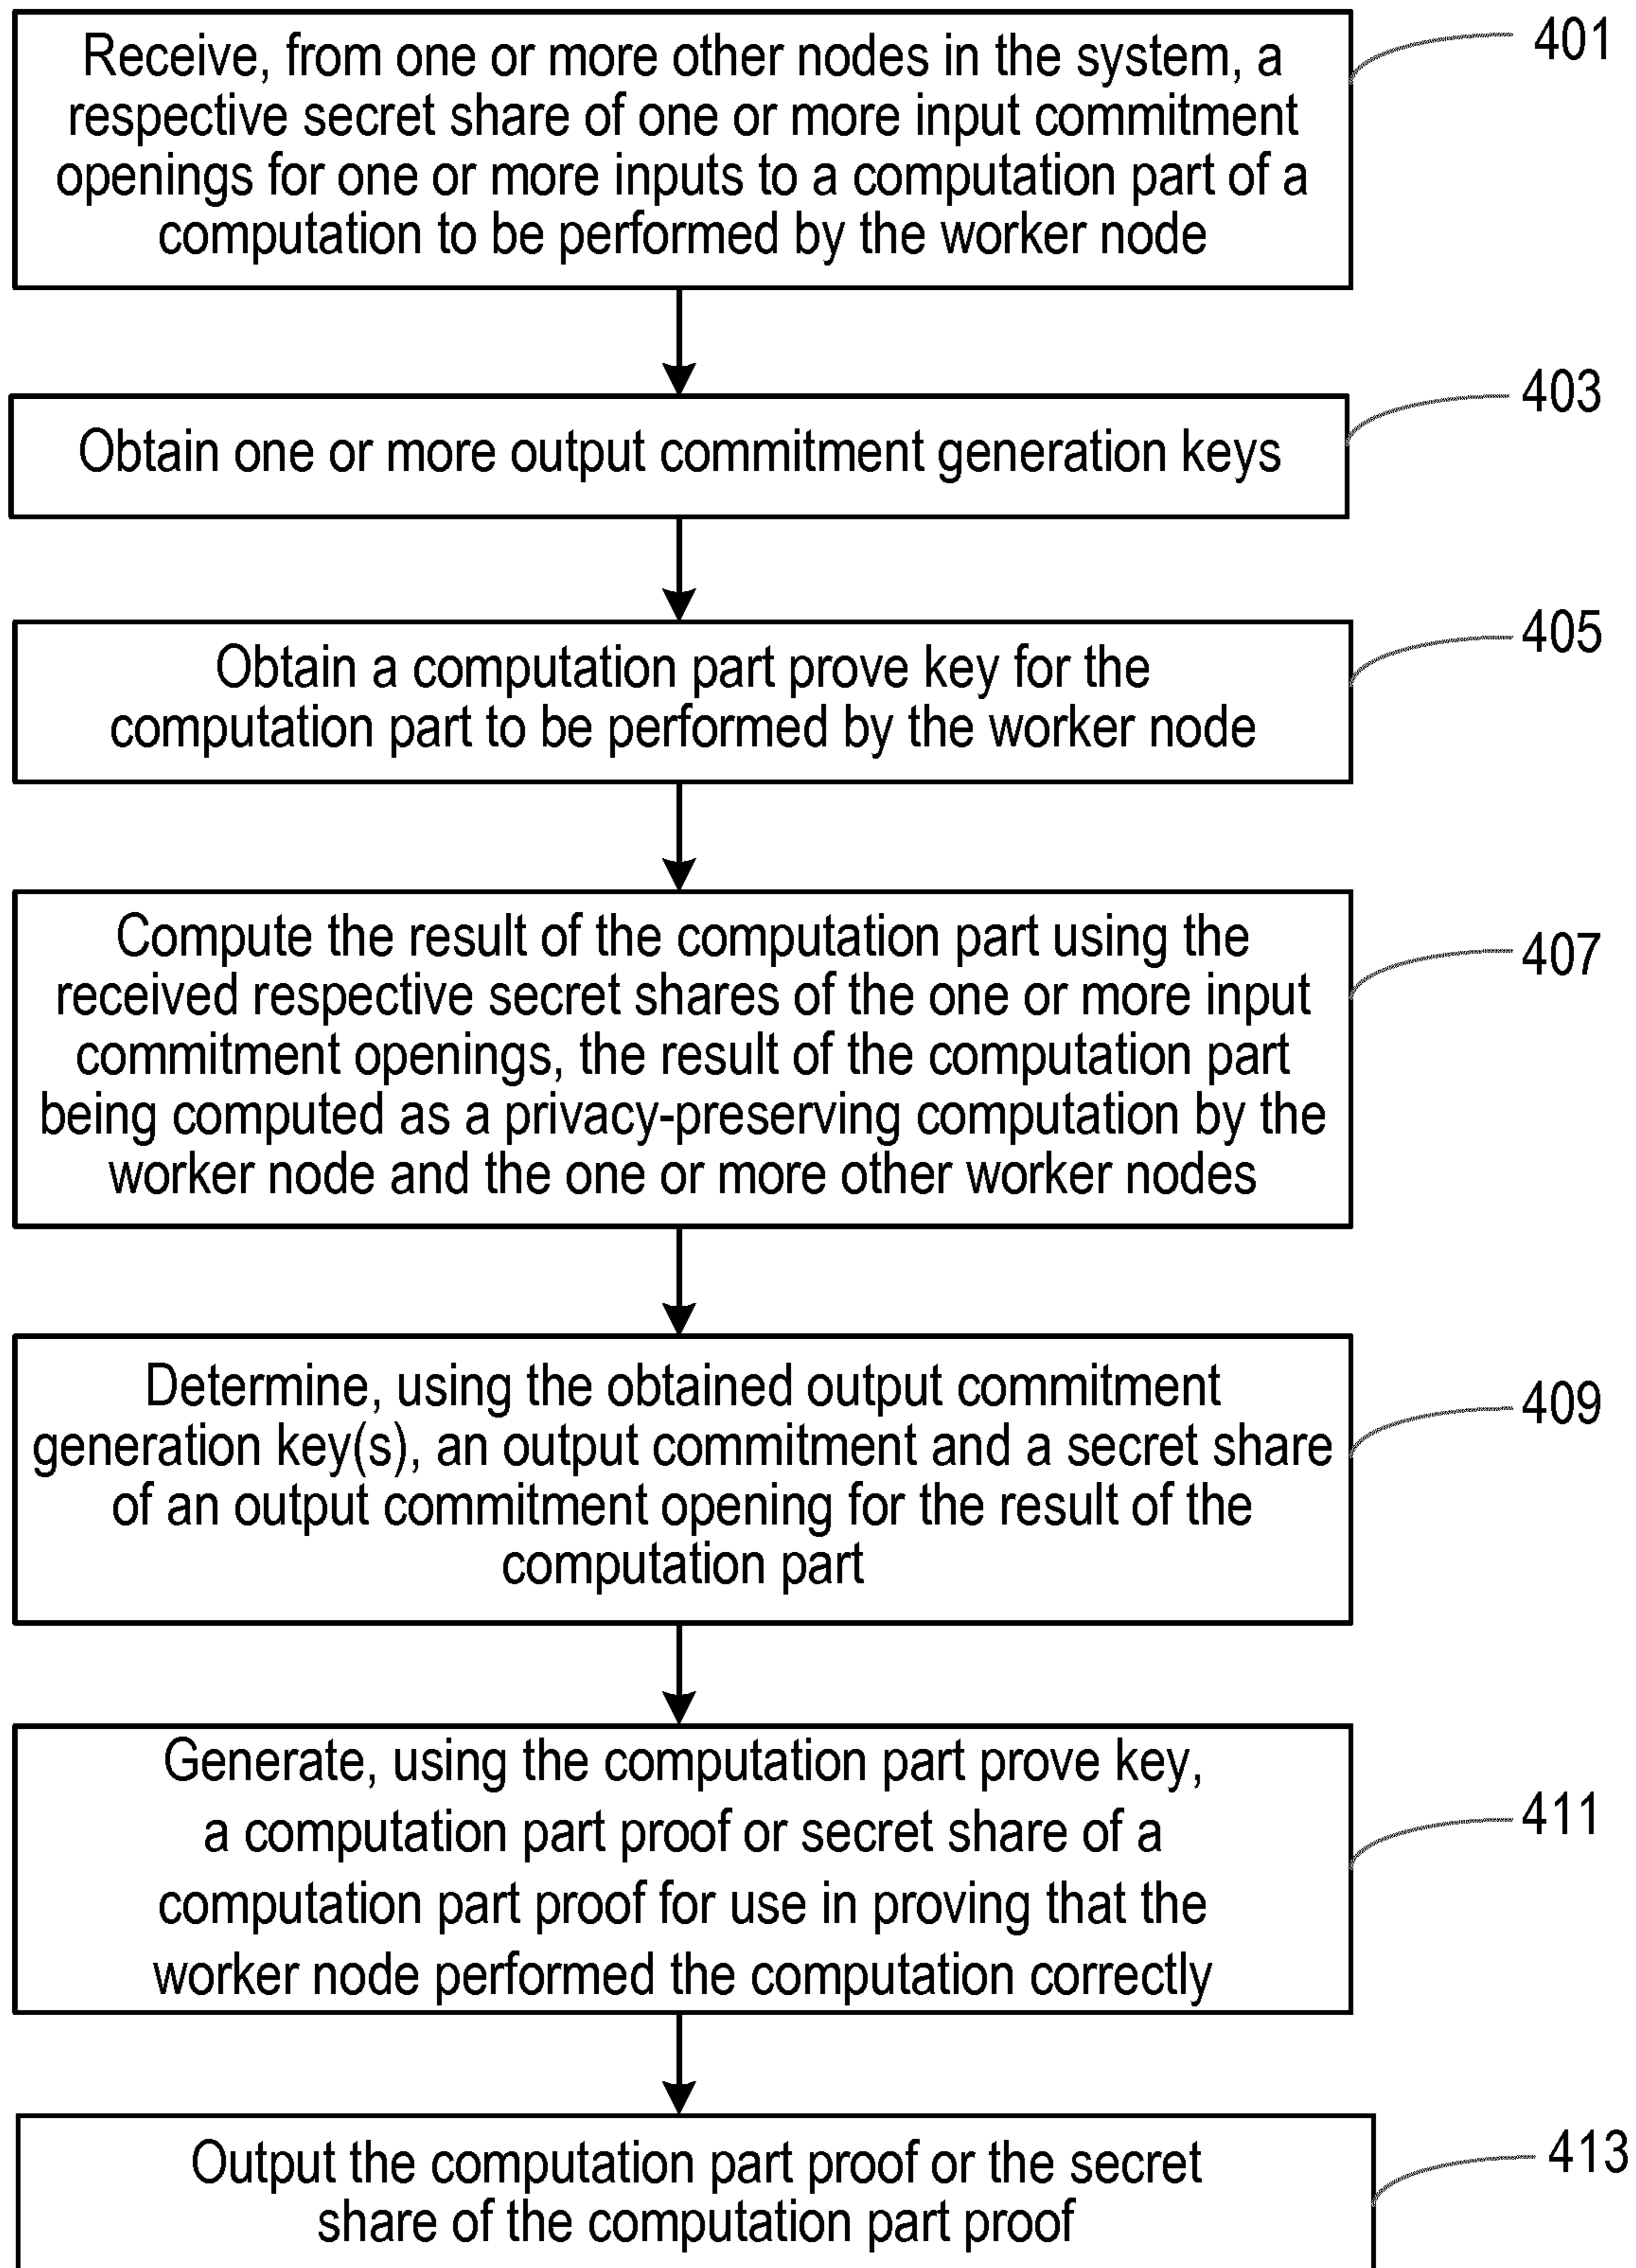 Receive, from one or more other nodes in the system, a
respective secret share of one or more input commitment
openings for one or more inputs to a computation part of a
computation to be performed by the worker node
401
Obtain one or more output commitment generation keys
403
Obtain a computation part prove key for the
computation part to be performed by the worker node
405
Compute the result of the computation part using the
received respective secret shares of the one or more input
commitment openings, the result of the computation part
being computed as a privacy-preserving computation by the
worker node and the one or more other worker nodes
407
Determine, using the obtained output commitment
generation key(s), an output commitment and a secret share
of an output commitment opening for the result of the
computation part
409
Generate, using the computation part prove key,
a computation part proof or secret share of a
computation part proof for use in proving that the
worker node performed the computation correctly
411
Output the computation part proof or the secret
share of the computation part proof
413